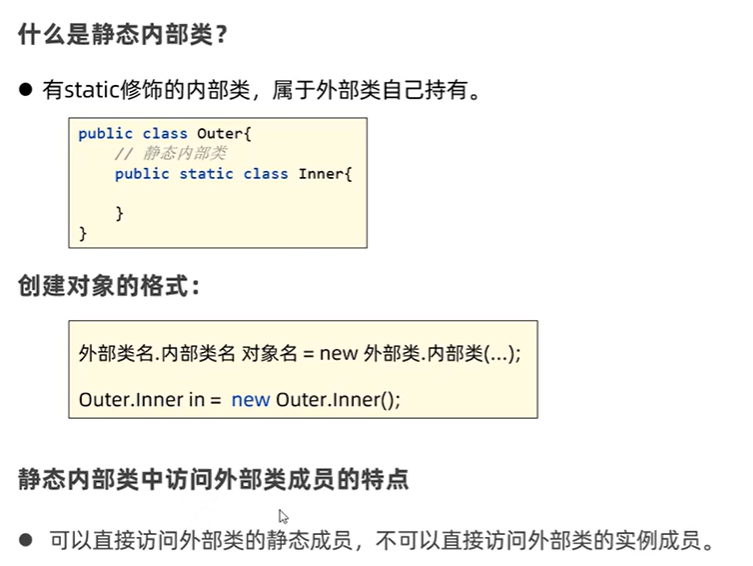 什么是静态内部类？
● 有static修饰的内部类，属于外部类自己持有。
public class Outer{
// 静态内部类
public static class Inner{
}
}
创建对象的格式：
外部类名.内部类名 对象名 = new 外部类.内部类(...);
Outer.Inner in = new Outer.Inner();
静态内部类中访问外部类成员的特点
● 可以直接访问外部类的静态成员，不可以直接访问外部类的实例成员。